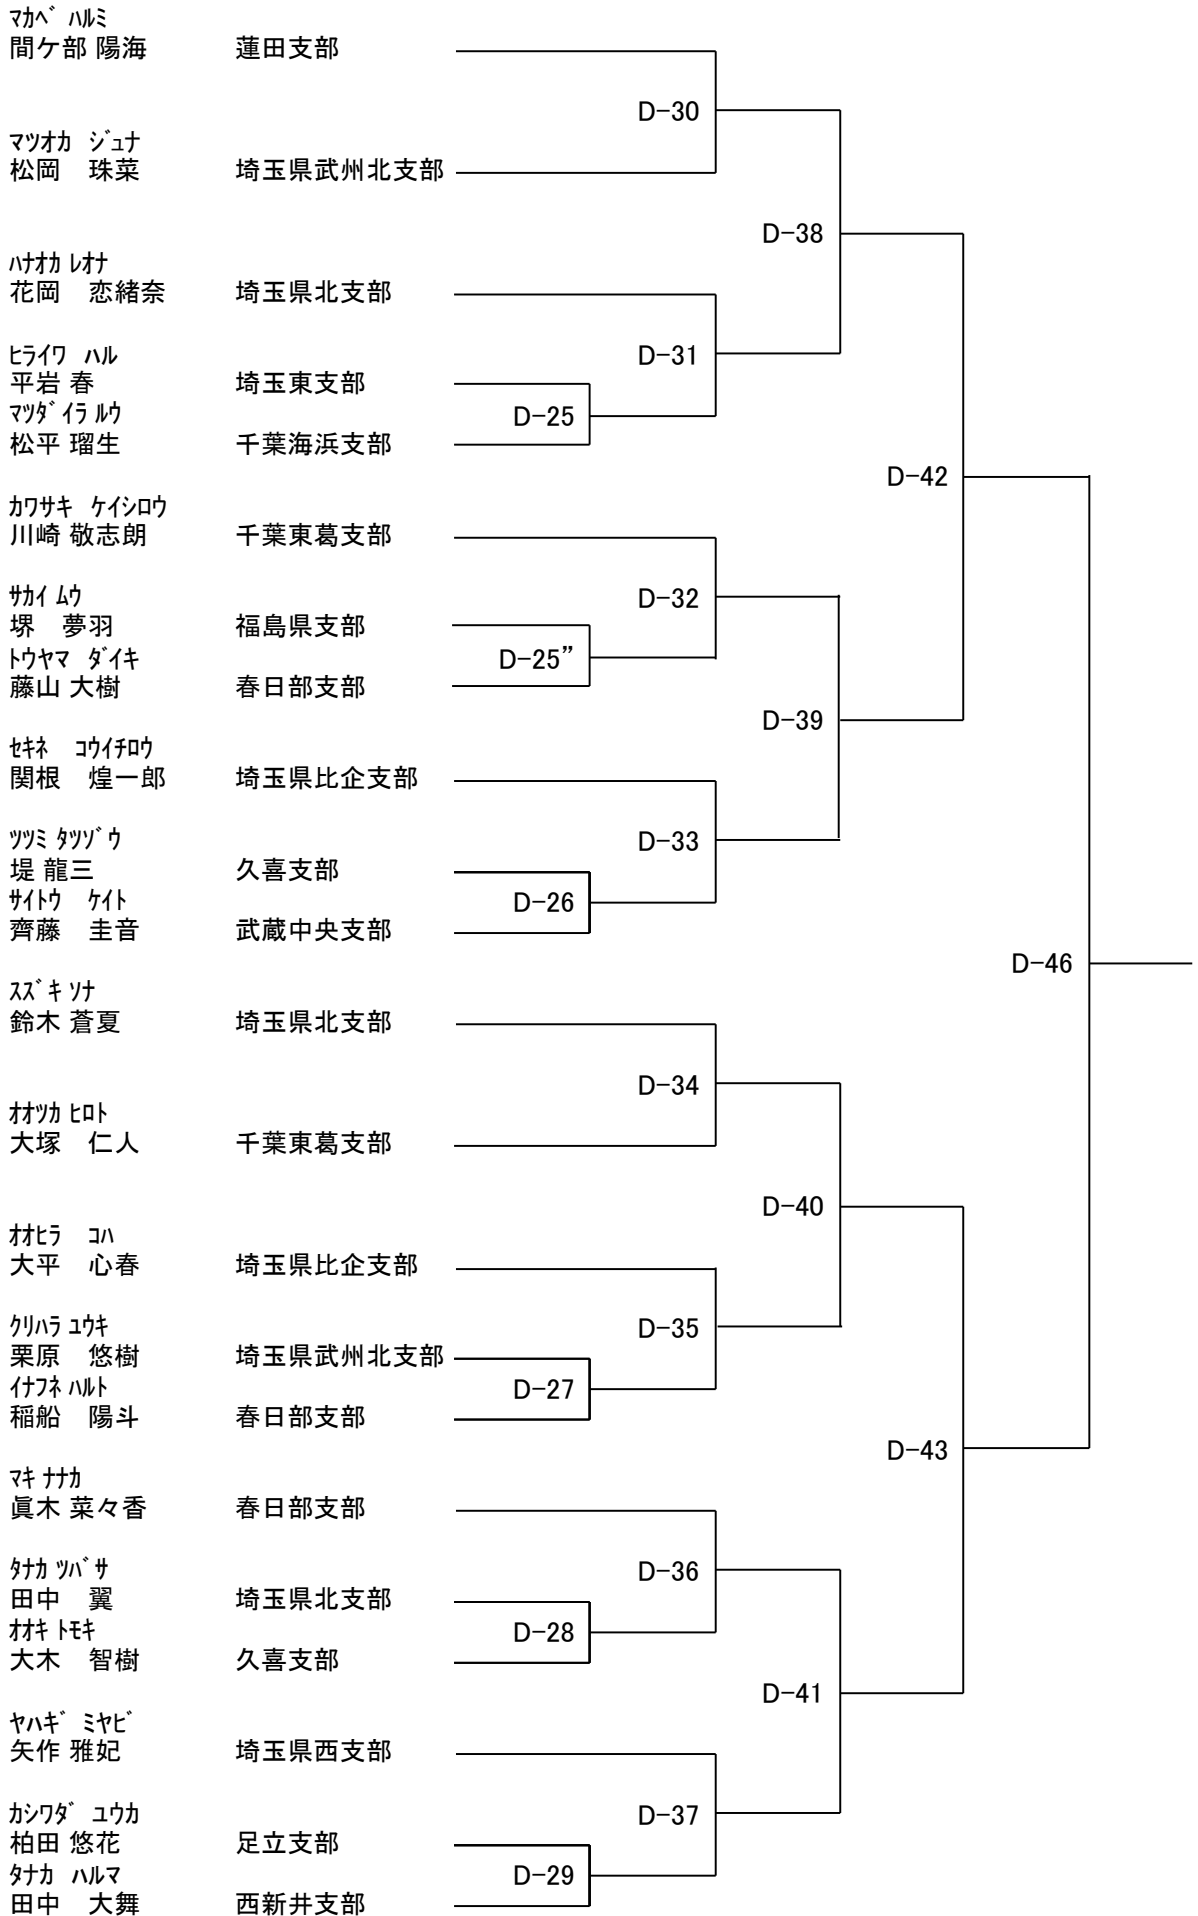 ﾏｶﾍﾞ ﾊﾙﾐ
間ケ部 陽海 蓮田支部
D-30
ﾏﾂオカ ｼﾞｭナ
松岡　珠菜 埼玉県武州北支部
D-38
ﾊﾅｵｶ ﾚｵﾅ
花岡　恋緒奈 埼玉県北支部
ﾋﾗｲﾜ ﾊﾙ
D-31
平岩 春 埼玉東支部
ﾏﾂﾀﾞｲﾗ ﾙｳ
D-25
松平 瑠生 千葉海浜支部
D-42
ｶﾜｻｷ ｹｲｼﾛｳ
川崎 敬志朗 千葉東葛支部
ｻｶｲ ﾑｳ
D-32
堺　夢羽 福島県支部
ﾄｳﾔﾏ ﾀﾞｲｷ
D-25”
藤山 大樹 春日部支部
D-39
ｾｷﾈ ｺｳｲﾁﾛｳ
関根　煌一郎 埼玉県比企支部
ﾂﾂﾐ ﾀﾂｿﾞｳ
D-33
堤 龍三 久喜支部
ｻｲﾄｳ ｹｲﾄ
D-26
齊藤　圭音 武蔵中央支部
D-46
ｽｽﾞｷ ｿﾅ
鈴木 蒼夏 埼玉県北支部
D-34
ｵｵﾂｶ ﾋﾛﾄ
大塚　仁人 千葉東葛支部
D-40
ｵｵﾋﾗ ｺﾊ
大平　心春 埼玉県比企支部
ｸﾘﾊﾗ ﾕｳｷ
D-35
栗原　悠樹 埼玉県武州北支部
ｲﾅﾌﾈ ﾊﾙﾄ
D-27
稲船　陽斗 春日部支部
D-43
ﾏｷ ﾅﾅｶ
眞木 菜々香 春日部支部
ﾀﾅｶ ﾂﾊﾞｻ
D-36
田中　翼 埼玉県北支部
ｵｵｷ ﾄﾓｷ
D-28
大木　智樹 久喜支部
D-41
ﾔﾊｷﾞ ﾐﾔﾋﾞ
矢作 雅妃 埼玉県西支部
ｶｼﾜﾀﾞ ﾕｳｶ
D-37
柏田 悠花 足立支部
ﾀﾅｶ ﾊﾙﾏ
D-29
田中　大舞 西新井支部